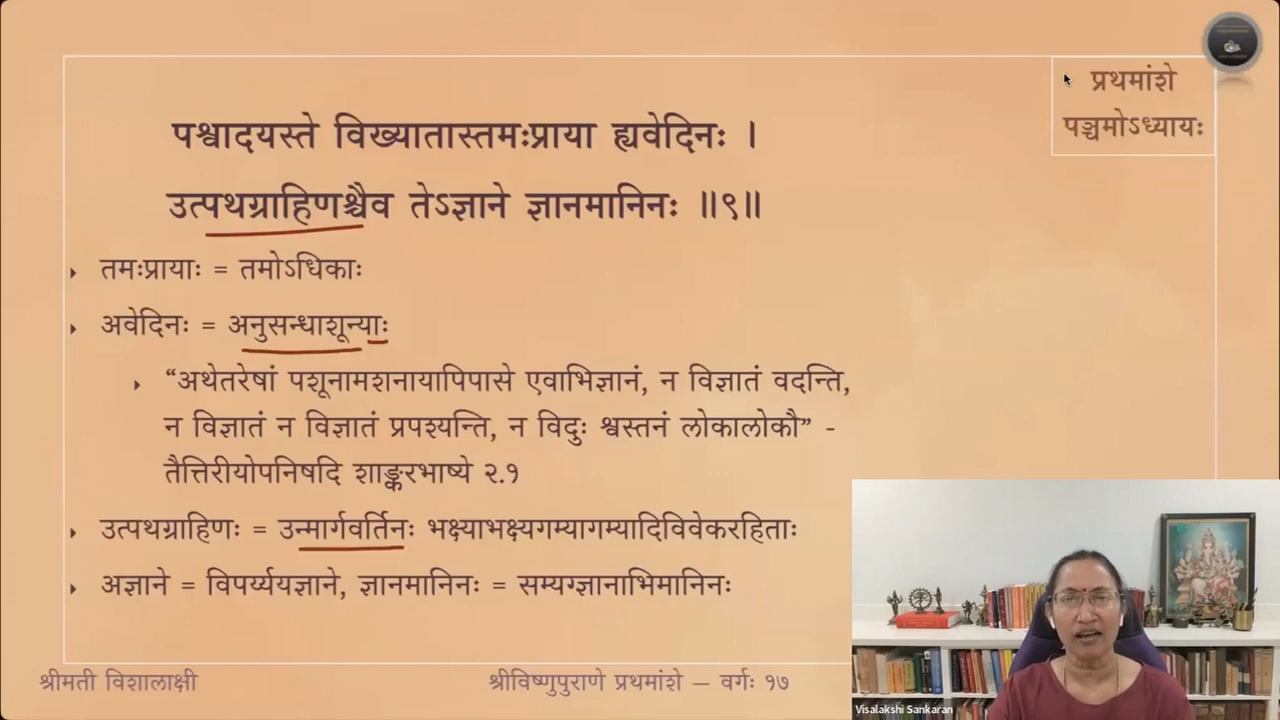 प्रथमांशे
पञ्चमोऽध्यायः
पश्वादयस्ते विख्यातास्तमःप्राया ह्यवेदिनः ।
उत्पथग्राहिणश्चैव तेऽज्ञाने ज्ञानमानिनः ॥९॥
तमःप्रायाः = तमोऽधिकाः
अवेदिनः = अनुसन्धाशून्याः
“अथेतरेषां पशूनामशनायापिपासे एवाभिज्ञानं, न विज्ञातं वदन्ति,
न विज्ञातं न विज्ञातं प्रपश्यन्ति, न विदुः श्वस्तनं लोकालोकौ” -
तैत्तिरीयोपनिषदि शाङ्करभाष्ये २.१
उत्पथग्राहिणः = उन्मार्गवर्तिनः भक्ष्याभक्ष्यगम्यागम्यादिविवेकरहिताः
अज्ञाने = विपर्य्ययज्ञाने, ज्ञानमानिनः = सम्यग्ज्ञानाभिमानिनः
श्रीमती विशालाक्षी
श्रीविष्णुपुराणे प्रथमांशे – वर्गः १७
Visalakshi Sankaran